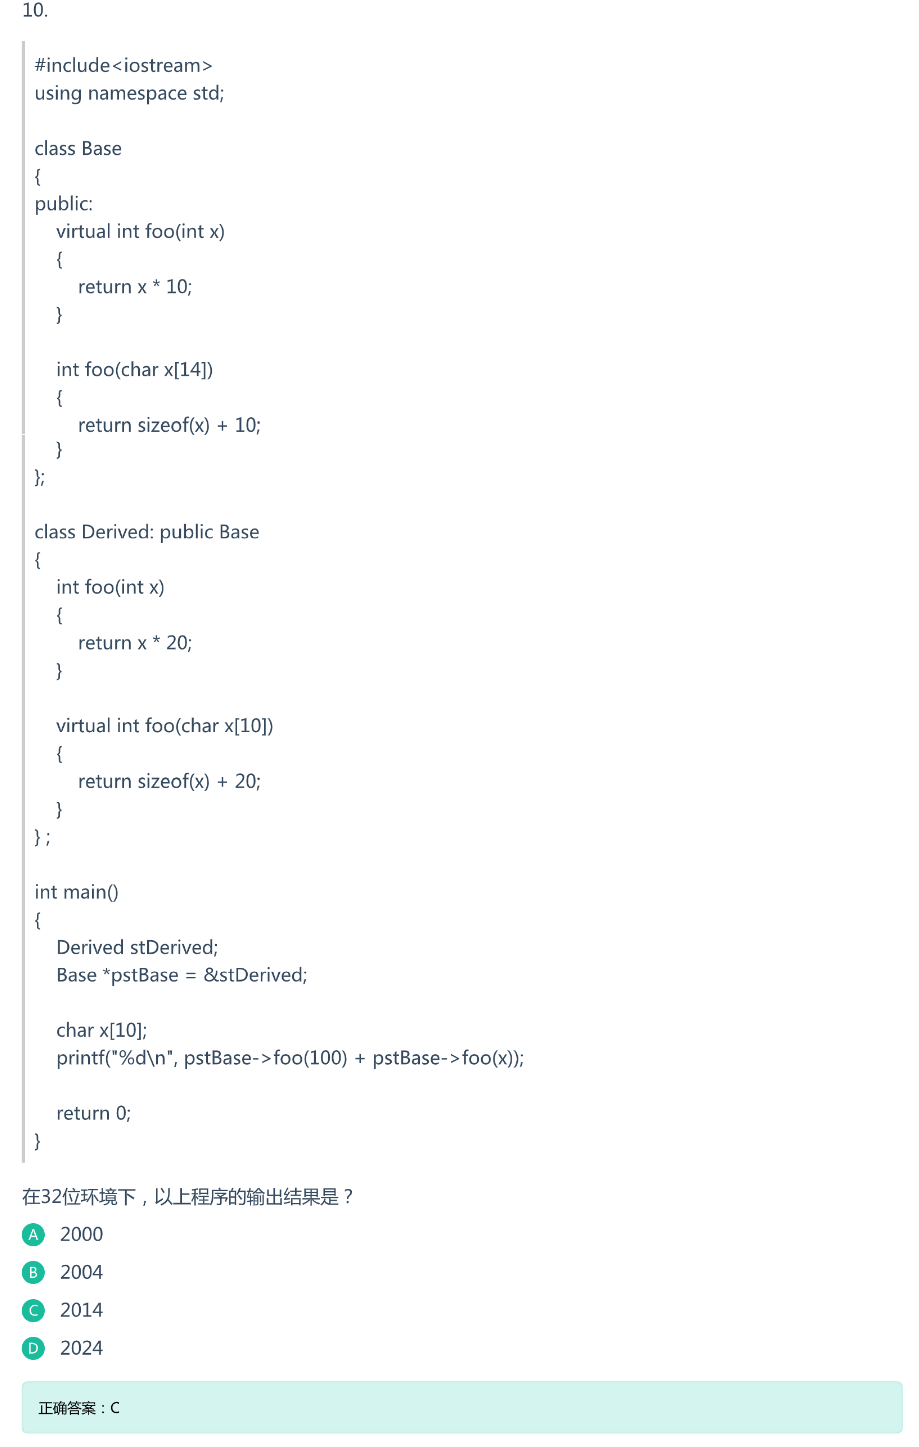 10.
#include<iostream>
using namespace std;
class Base
{
public:
virtual int foo(int x)
{
return x * 10;
}
int foo(char x[14])
{
return sizeof(x) + 10;
}
};
class Derived: public Base
{
int foo(int x)
{
return x * 20;
}
virtual int foo(char x[10])
{
return sizeof(x) + 20;
}
} ;
int main()
{
Derived stDerived;
Base *pstBase = &stDerived;
char x[10];
printf("%d\n", pstBase->foo(100) + pstBase->foo(x));
return 0;
}
在32位环境下，以上程序的输出结果是？
A 2000
B 2004
C 2014
D 2024
正确答案：C